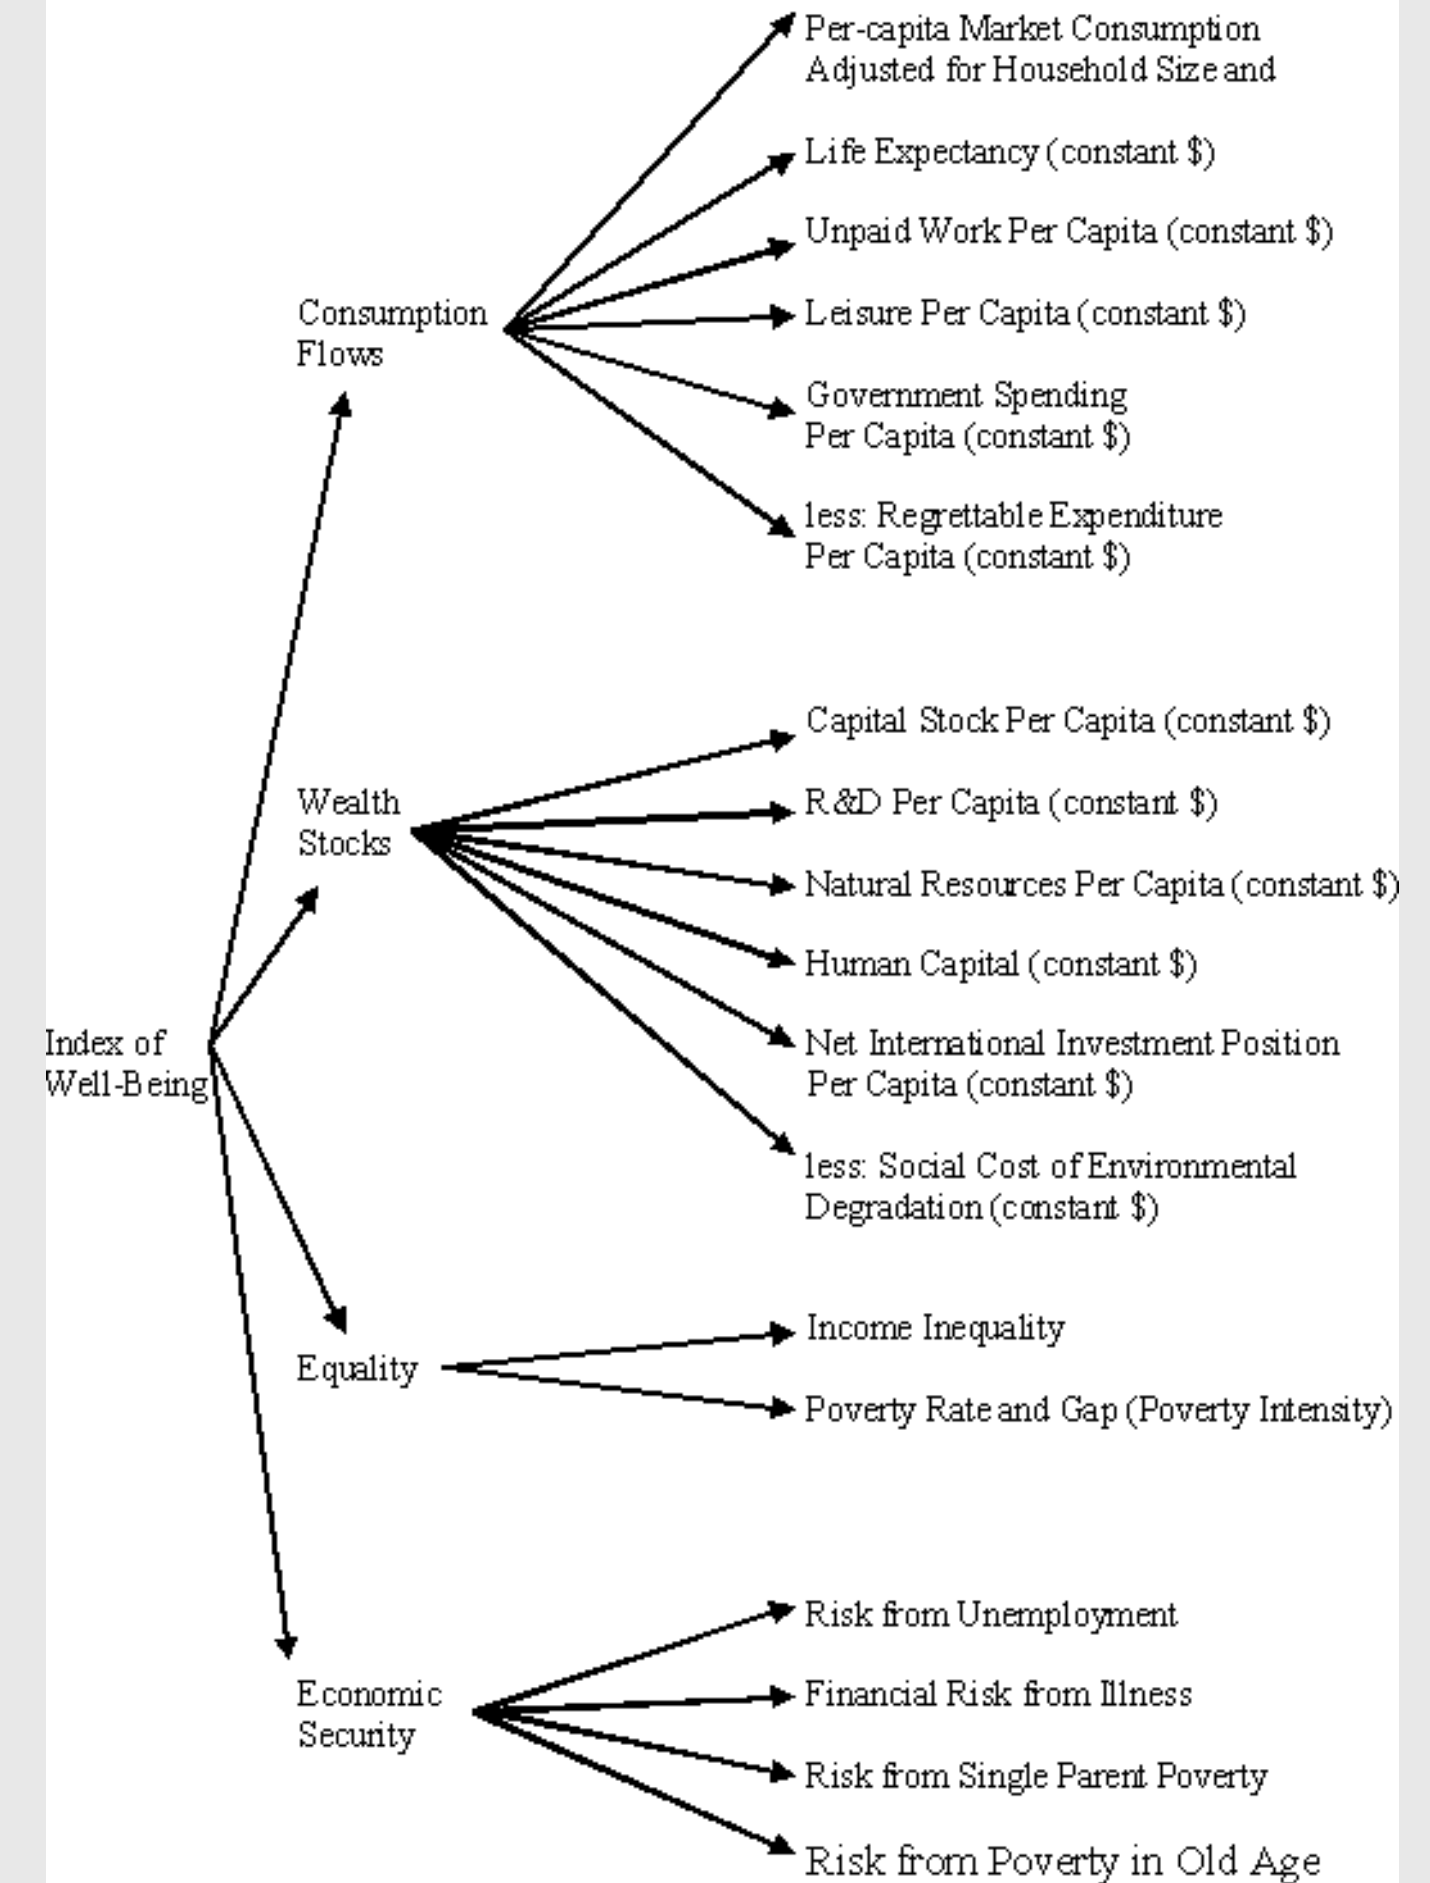 Per-capita Market Consumption
Adjusted for Household Size and
Life Expectancy (constant $)
Unpaid Work Per Capita (constant $)
Consumption
Flows
Leisure Per Capita (constant $)
Government Spending
Per Capita (constant $)
less: Regrettable Expenditure
Per Capita (constant $)
Capital Stock Per Capita (constant $)
Wealth
Stocks
R&D Per Capita (constant $)
Natural Resources Per Capita (constant $)
Human Capital (constant $)
Index of
Well-Being
Net International Investment Position
Per Capita (constant $)
less: Social Cost of Environmental
Degradation (constant $)
Equality
Income Inequality
Poverty Rate and Gap (Poverty Intensity)
Economic
Security
Risk from Unemployment
Financial Risk from Illness
Risk from Single Parent Poverty
Risk from Poverty in Old Age